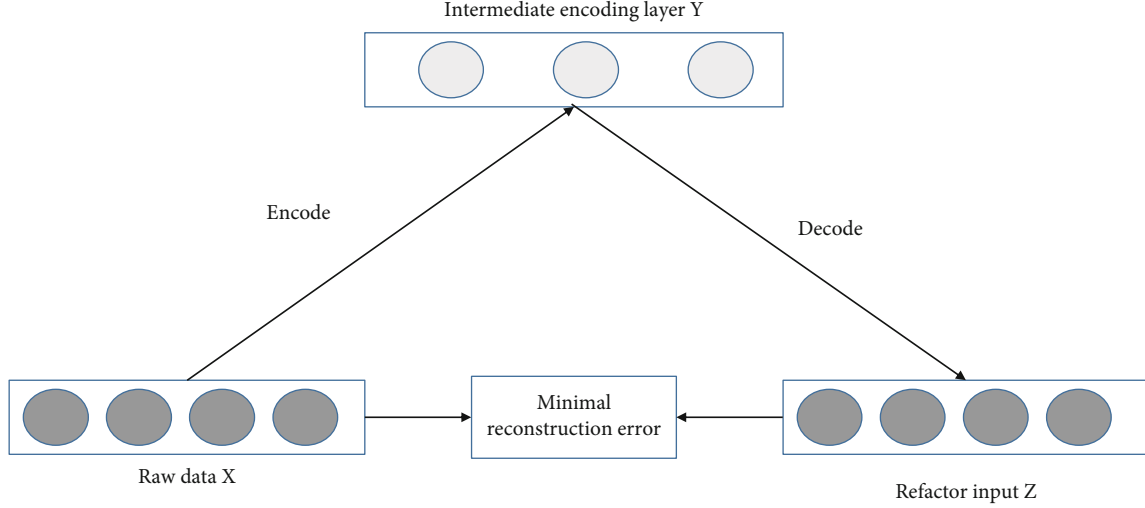 Intermediate encoding layer Y
Encode
Decode
Minimal
reconstruction error
Raw data X
Refactor input Z